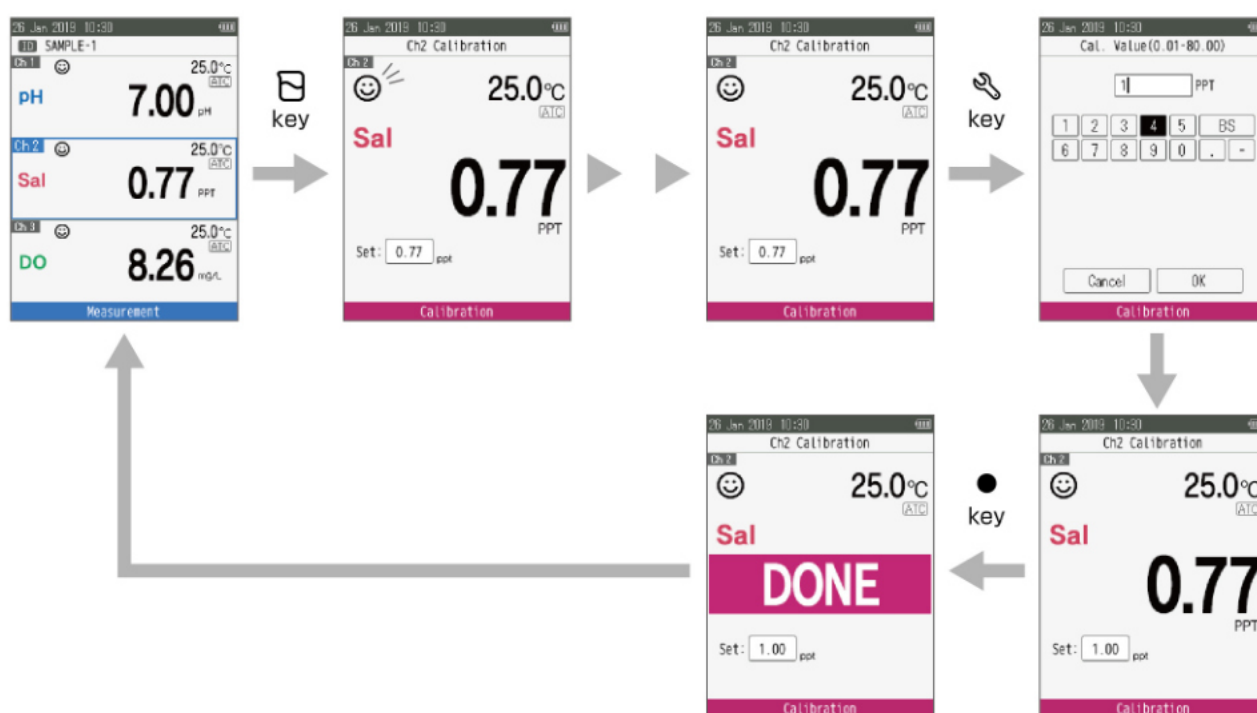 26 Jan 2019 10:30
ID SAMPLE-1
Ch 1 25.0°C
ATC
pH 7.00 pH
Ch 2 25.0°C
ATC
Sal 0.77 PPT
Ch 3 25.0°C
ATC
DO 8.26 mg/L
Measurement
key
26 Jan 2019 10:30
Ch2 Calibration
Ch 2
25.0°C
ATC
Sal
0.77
PPT
Set: 0.77 ppt
Calibration
26 Jan 2019 10:30
Ch2 Calibration
Ch 2
25.0°C
ATC
Sal
0.77
PPT
Set: 0.77 ppt
Calibration
key
26 Jan 2019 10:30
Cal. Value(0.01-80.00)
1 PPT
1 2 3 4 5 BS
6 7 8 9 0 . -
Cancel OK
Calibration
26 Jan 2019 10:30
Ch2 Calibration
Ch 2
25.0°C
ATC
Sal
DONE
Set: 1.00 ppt
Calibration
key
26 Jan 2019 10:30
Ch2 Calibration
Ch 2
25.0°C
ATC
Sal
0.77
PPT
Set: 1.00 ppt
Calibration